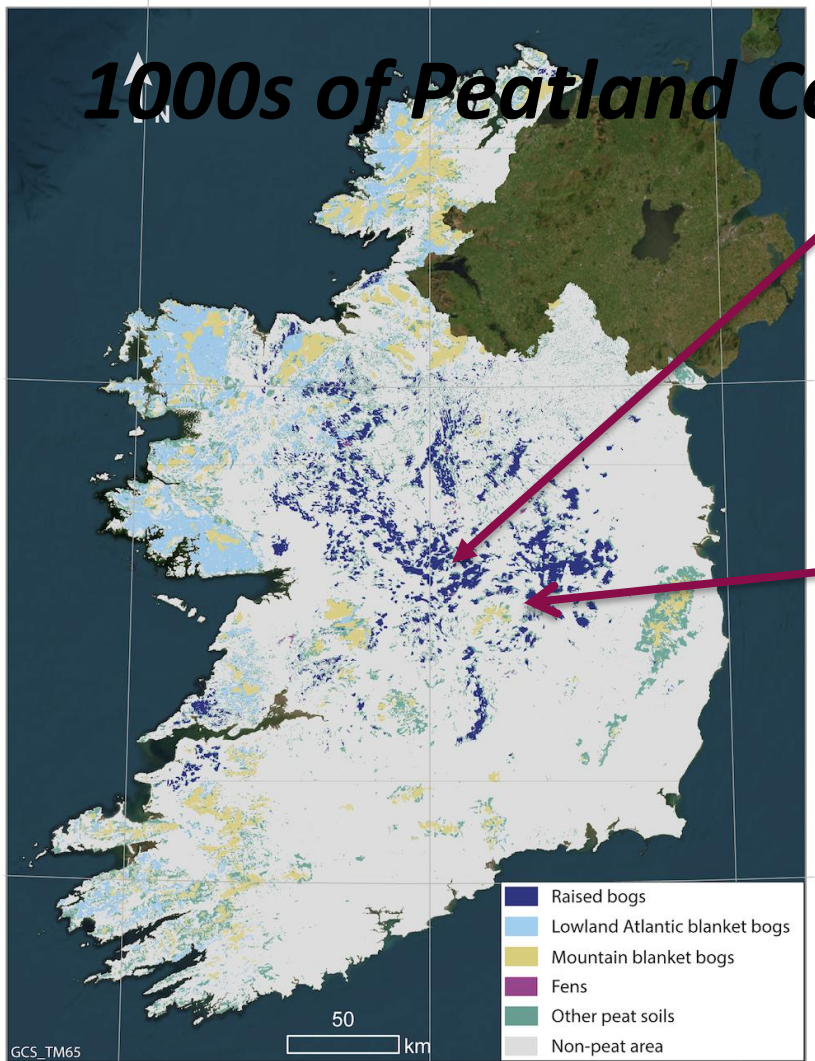 1000s of Peatland
N
Raised bogs
Lowland Atlantic blanket bogs
Mountain blanket bogs
Fens
Other peat soils
Non-peat area
50
km
GCS_TM65